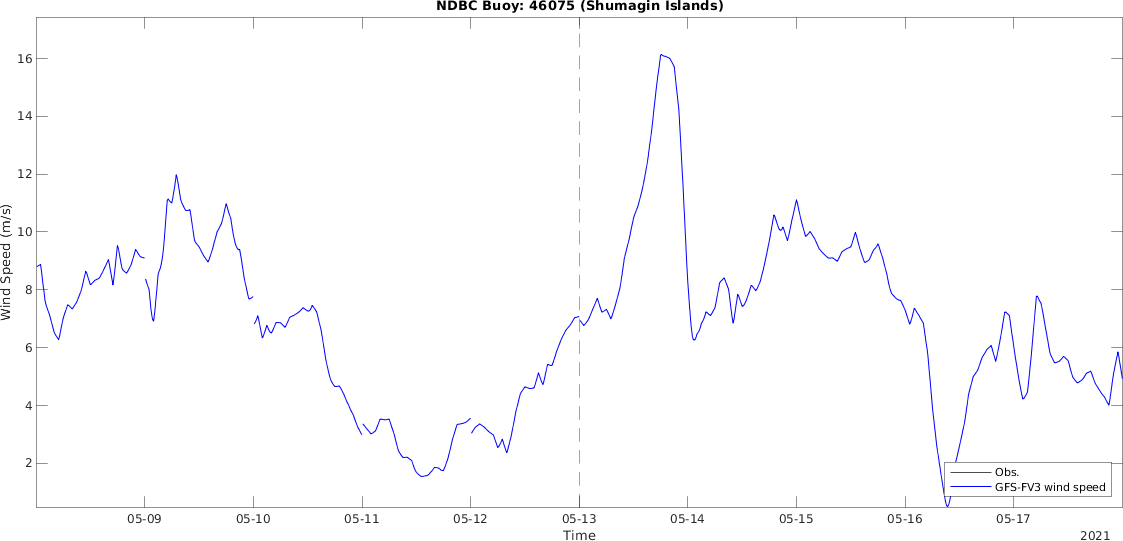 NDBC Buoy: 46075 (Shumagin Islands)
16
14
12
10
8
6
4
2
Wind Speed (m/s)
Obs.
GFS-FV3 wind speed
05-09 05-10 05-11 05-12 05-13 05-14 05-15 05-16 05-17
Time
2021